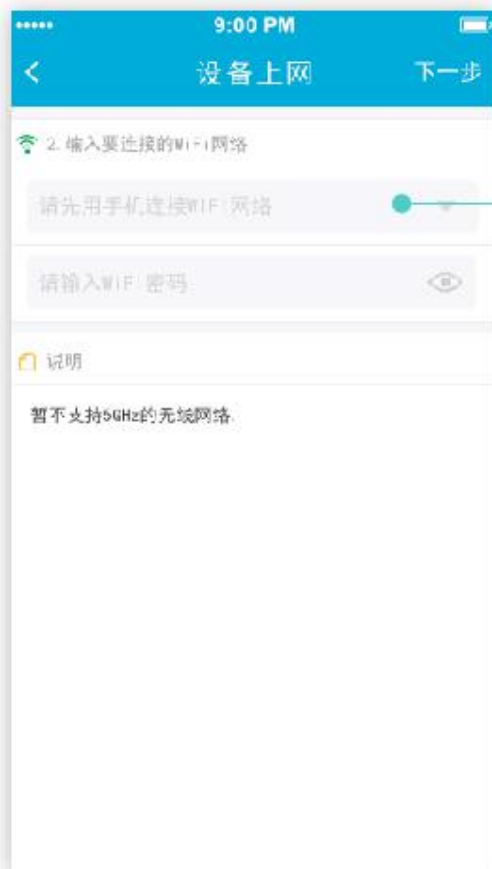 9:00 PM
设备上网
下一步
2. 输入要连接的WiFi网络
请先用手机连接WIFI网络
请输入WIFI密码
说明
暂不支持5GHz的无线网络.